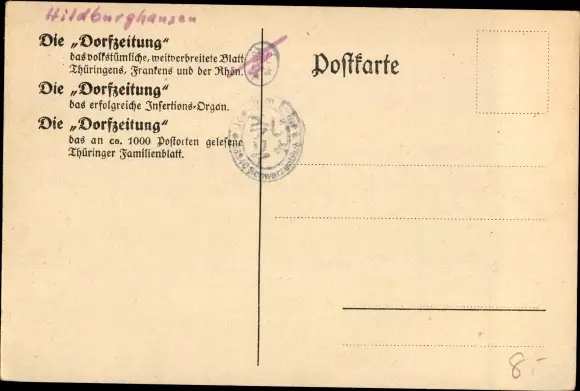 Hildburghausen
Die „Dorfzeitung“
das volkstümliche, weitverbreitete Blatt
Thüringens, Frankens und der Rhön.
Die „Dorfzeitung“
das erfolgreiche Insertions-Organ.
Die „Dorfzeitung“
das an ca. 1000 Postorten gelesene
Thüringer Familienblatt.
Postkarte
8.-